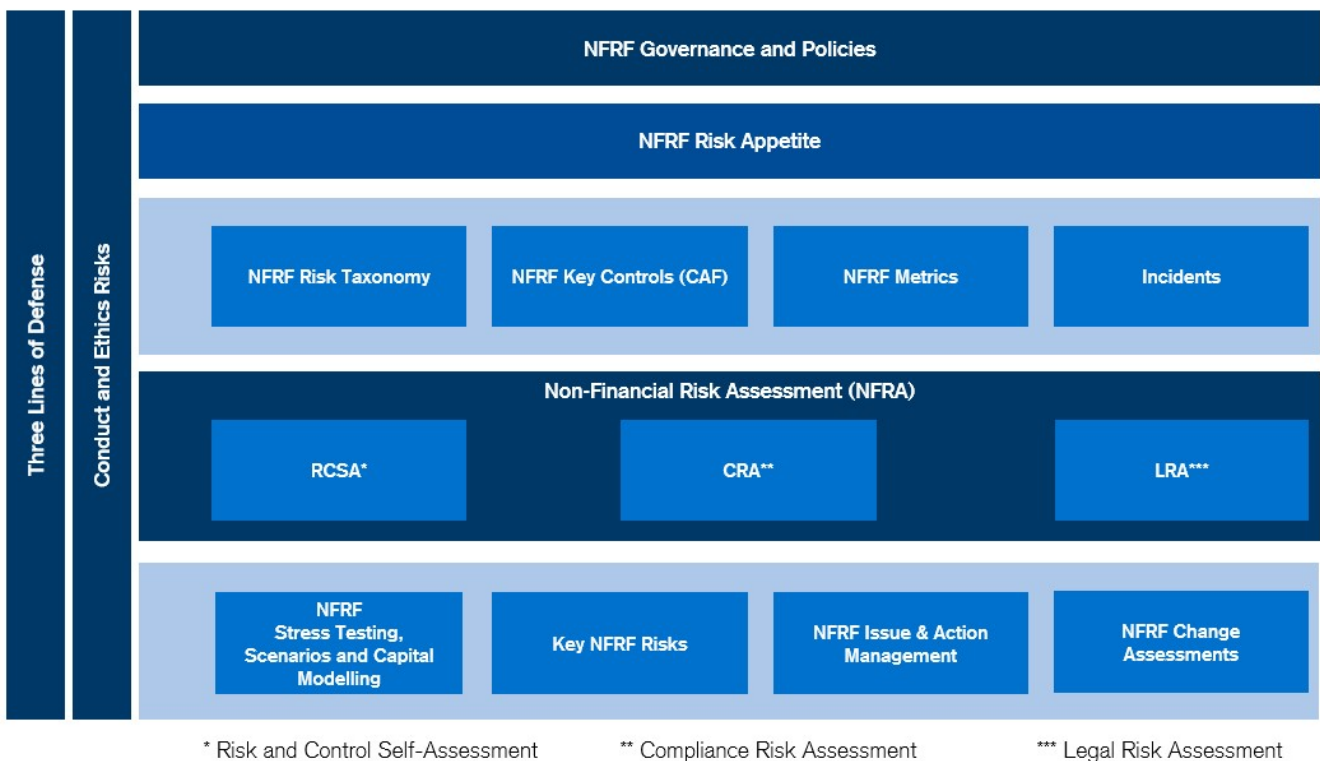 Three Lines of Defense
Conduct and Ethics Risks
NFRF Governance and Policies
NFRF Risk Appetite
NFRF Risk Taxonomy
NFRF Key Controls (CAF)
NFRF Metrics
Incidents
Non-Financial Risk Assessment (NFRA)
RCSA*
CRA**
LRA***
NFRF
Stress Testing,
Scenarios and Capital
Modelling
Key NFRF Risks
NFRF Issue & Action
Management
NFRF Change
Assessments
* Risk and Control Self-Assessment
** Compliance Risk Assessment
*** Legal Risk Assessment